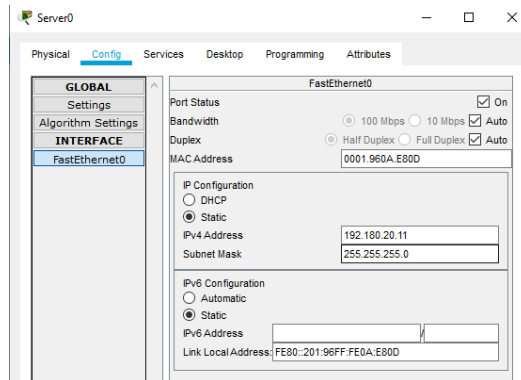 Server0
Physical Config Services Desktop Programming Attributes
GLOBAL
Settings
Algorithm Settings
INTERFACE
FastEthernet0
FastEthernet0
Port Status On
Bandwidth 100 Mbps 10 Mbps Auto
Duplex Half Duplex Full Duplex Auto
MAC Address 0001.960A.E80D
IP Configuration
DHCP
Static
IPv4 Address 192.180.20.11
Subnet Mask 255.255.255.0
IPv6 Configuration
Automatic
Static
IPv6 Address /
Link Local Address: FE80::201:96FF:FE0A:E80D